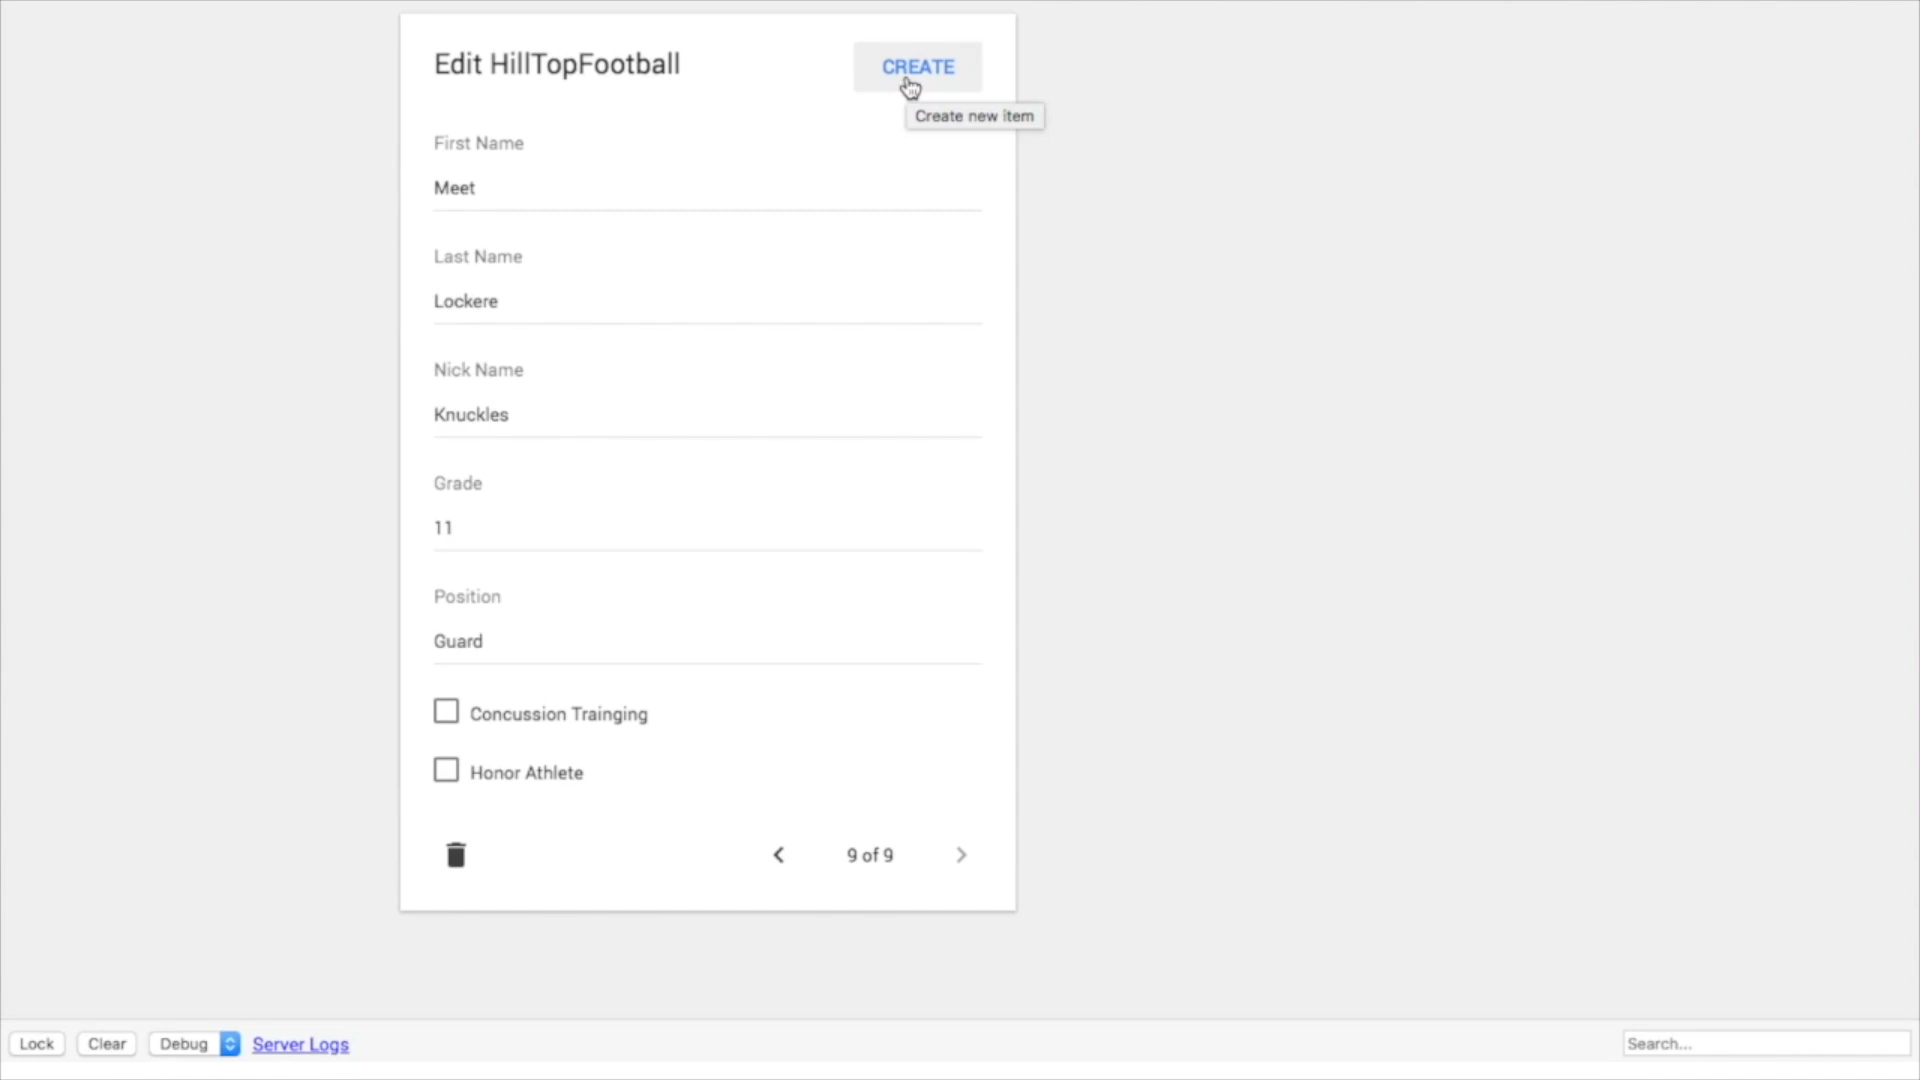 Edit HillTopFootball
CREATE
Create new item
First Name
Meet
Last Name
Lockere
Nick Name
Knuckles
Grade
11
Position
Guard
Concussion Trainging
Honor Athlete
9 of 9
Lock Clear Debug Server Logs Search...